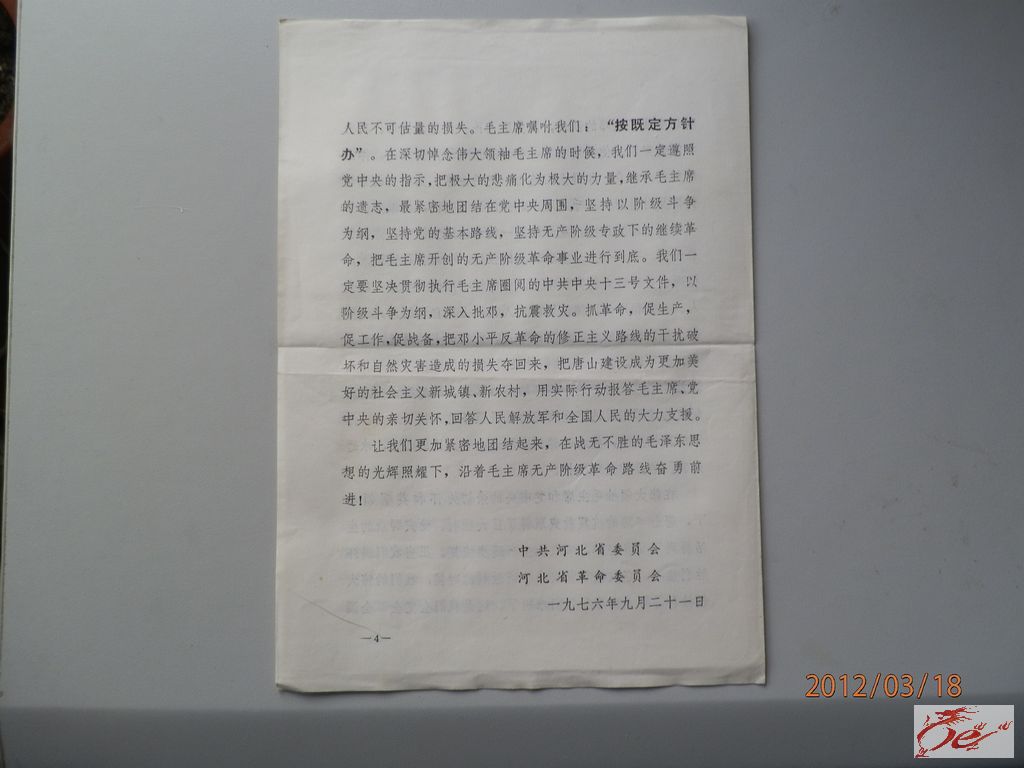 人民不可估量的损失。毛主席嘱咐我们：“按既定方针
办”。在深切悼念伟大领袖毛主席的时候，我们一定遵照
党中央的指示，把极大的悲痛化为极大的力量，继承毛主席
的遗志，最紧密地团结在党中央周围，坚持以阶级斗争
为纲，坚持党的基本路线，坚持无产阶级专政下的继续革
命，把毛主席开创的无产阶级革命事业进行到底。我们一
定要坚决贯彻执行毛主席圈阅的中共中央十三号文件，以
阶级斗争为纲，深入批邓，抗震救灾。抓革命，促生产，
促工作，促战备，把邓小平反革命的修正主义路线的干扰破
坏和自然灾害造成的损失夺回来，把唐山建设成为更加美
好的社会主义新城镇、新农村，用实际行动报答毛主席、党
中央的亲切关怀，回答人民解放军和全国人民的大力支援。
让我们更加紧密地团结起来，在战无不胜的毛泽东思
想的光辉照耀下，沿着毛主席无产阶级革命路线奋勇前
进！
中共河北省委员会
河北省革命委员会
一九七六年九月二十一日
—4—
2012/03/18